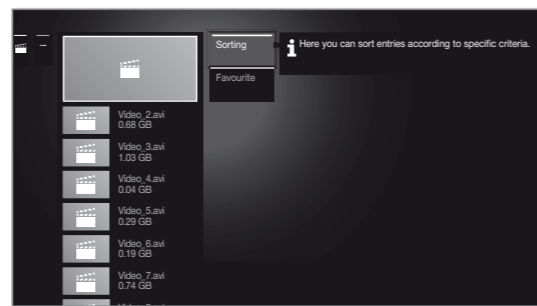 Sorting
Here you can sort entries according to specific criteria.
Favourite
Video_2.avi
0.68 GB
Video_3.avi
1.03 GB
Video_4.avi
0.04 GB
Video_5.avi
0.29 GB
Video_6.avi
0.19 GB
Video_7.avi
0.74 GB